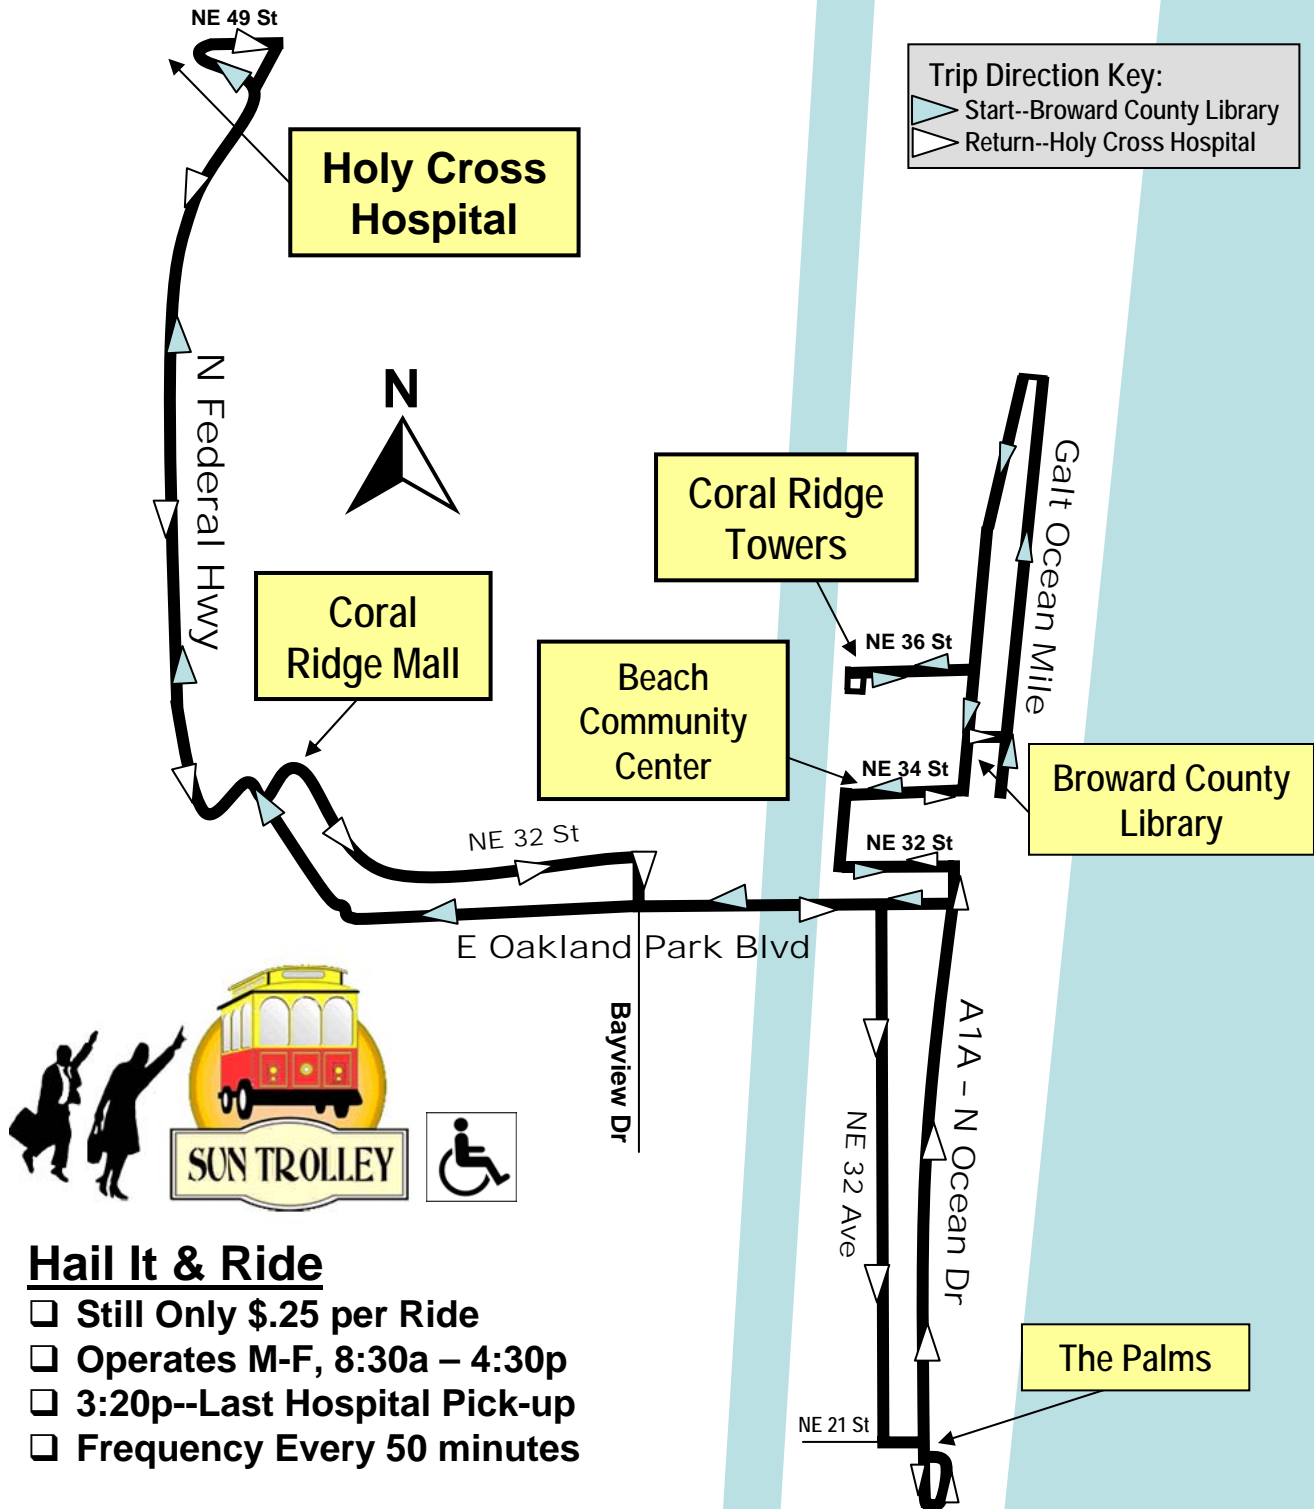 NE 49 St
Trip Direction Key:
Start--Broward County Library
Return--Holy Cross Hospital
Holy Cross
Hospital
N Federal Hwy
N
Galt Ocean Mile
Coral Ridge
Towers
Coral
Ridge Mall
NE 36 St
Beach
Community
Center
NE 34 St
Broward County
Library
NE 32 St
NE 32 St
E Oakland Park Blvd
Bayview Dr
A1A - N Ocean Dr
NE 32 Ave
SUN TROLLEY
Hail It & Ride
❑ Still Only $.25 per Ride
❑ Operates M-F, 8:30a – 4:30p
❑ 3:20p--Last Hospital Pick-up
❑ Frequency Every 50 minutes
The Palms
NE 21 St